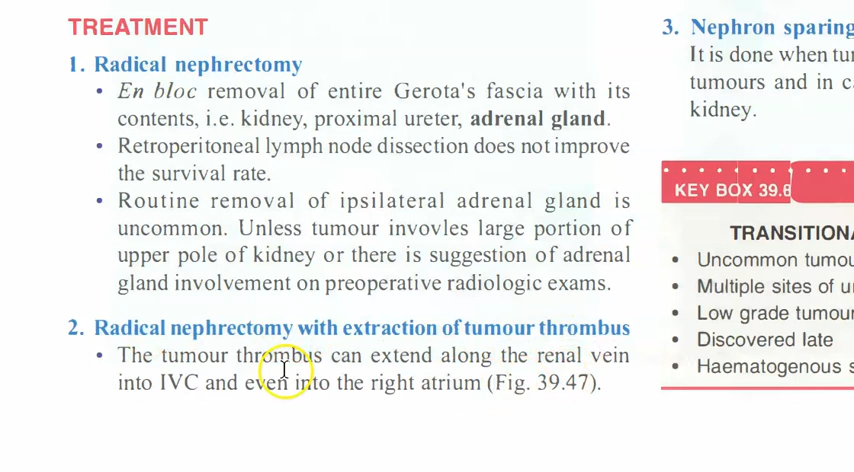 TREATMENT
1. Radical nephrectomy
• En bloc removal of entire Gerota's fascia with its
contents, i.e. kidney, proximal ureter, adrenal gland.
• Retroperitoneal lymph node dissection does not improve
the survival rate.
• Routine removal of ipsilateral adrenal gland is
uncommon. Unless tumour invovles large portion of
upper pole of kidney or there is suggestion of adrenal
gland involvement on preoperative radiologic exams.
2. Radical nephrectomy with extraction of tumour thrombus
• The tumour thrombus can extend along the renal vein
into IVC and even into the right atrium (Fig. 39.47).
3. Nephron sparing
It is done when
tumours and in
kidney.
KEY BOX 39.6
• Uncommon
• Multiple sites of
• Low grade
• Discovered late
• Haematogenous